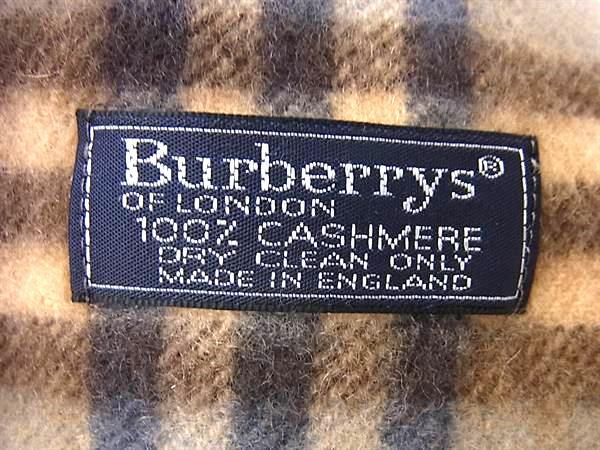 Burberrys®
OF LONDON
100% CASHMERE
DRY CLEAN ONLY
MADE IN ENGLAND